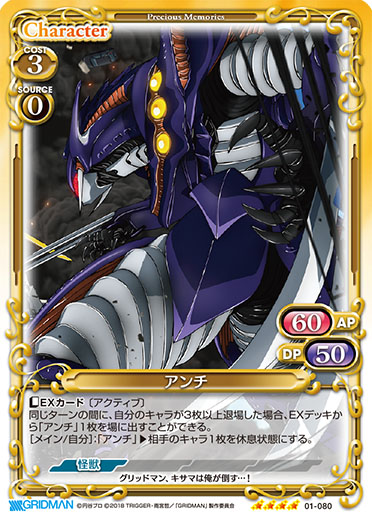 Precious Memories
Character
COST
3
SOURCE
0
60 AP
DP 50
アンチ
EXカード [アクティブ]
同じターンの間に、自分のキャラが3枚以上退場した場合、EXデッキか
ら「アンチ」1枚を場に出すことができる。
[メイン/自分]:「アンチ」▶相手のキャラ1枚を休息状態にする。
怪獣
グリッドマン、キサマは俺が倒す…!
GRIDMAN
©円谷プロ ©2018 TRIGGER・雨宮哲/「GRIDMAN」製作委員会
01-080